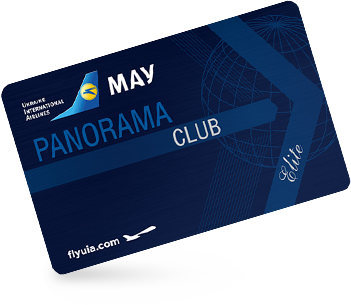 UKRAINE
INTERNATIONAL
AIRLINES
МАУ
PANORAMA
CLUB
Elite
flyuia.com